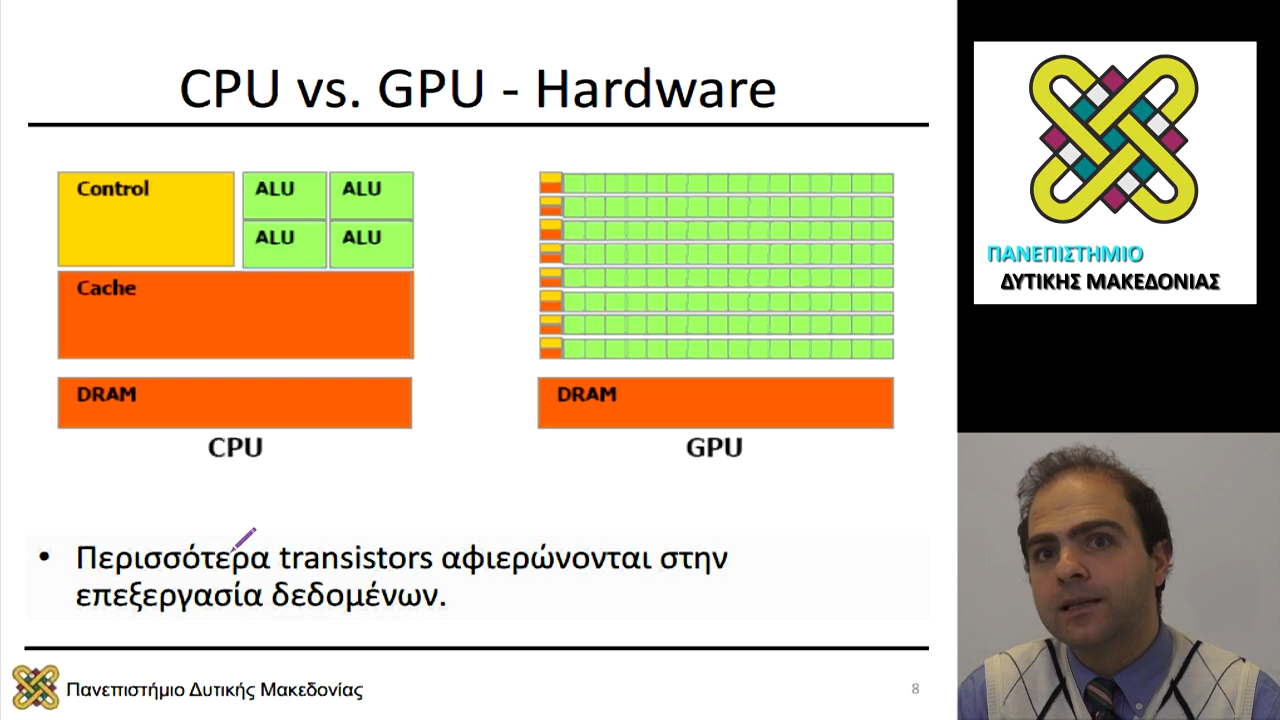 CPU vs. GPU - Hardware
Control
ALU
ALU
ALU
ALU
Cache
DRAM
CPU
DRAM
GPU
• Περισσότερα transistors αφιερώνονται στην
επεξεργασία δεδομένων.
Πανεπιστήμιο Δυτικής Μακεδονίας
8
ΠΑΝΕΠΙΣΤΗΜΙΟ
ΔΥΤΙΚΗΣ ΜΑΚΕΔΟΝΙΑΣ